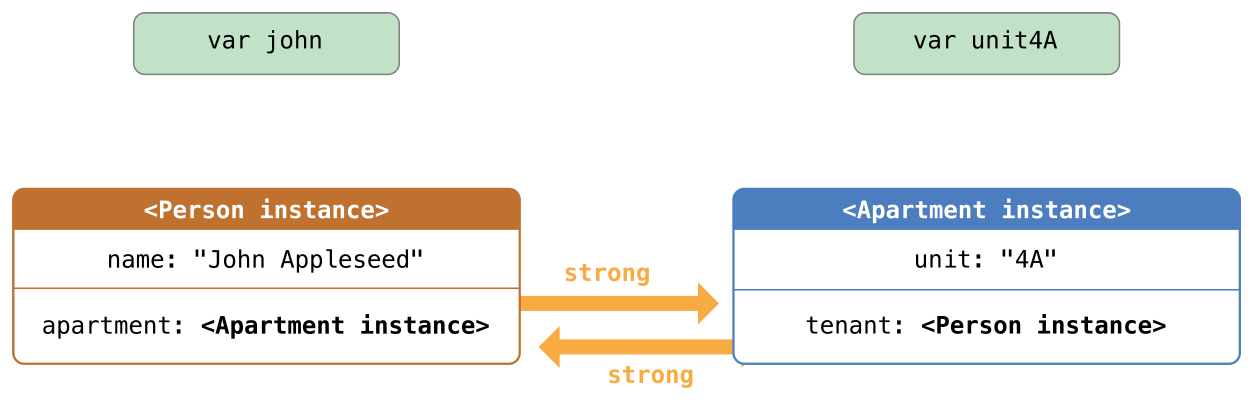 var john
var unit4A
<Person instance>
name: "John Appleseed"
apartment: <Apartment instance>
strong
strong
<Apartment instance>
unit: "4A"
tenant: <Person instance>